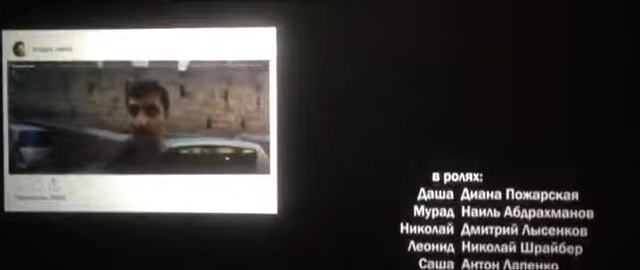 в ролях:
Даша Диана Пожарская
Мурад Наиль Абдрахманов
Николай Дмитрий Лысенков
Леонид Николай Шрайбер
Саша Антон Лапенко